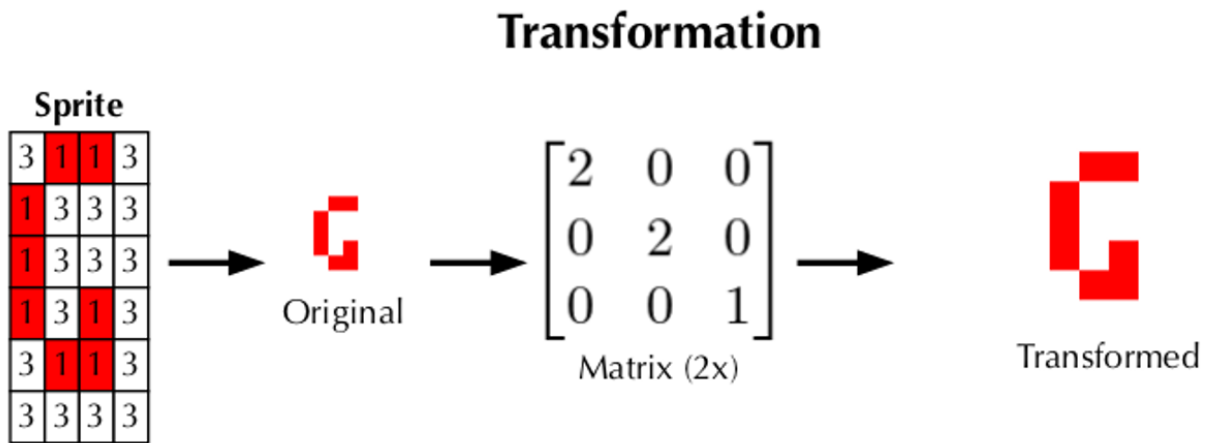 Transformation
Sprite
3 1 1 3
1 3 3 3
1 3 3 3
1 3 1 3
3 1 1 3
3 3 3 3
Original
2 0 0
0 2 0
0 0 1
Matrix (2x)
Transformed